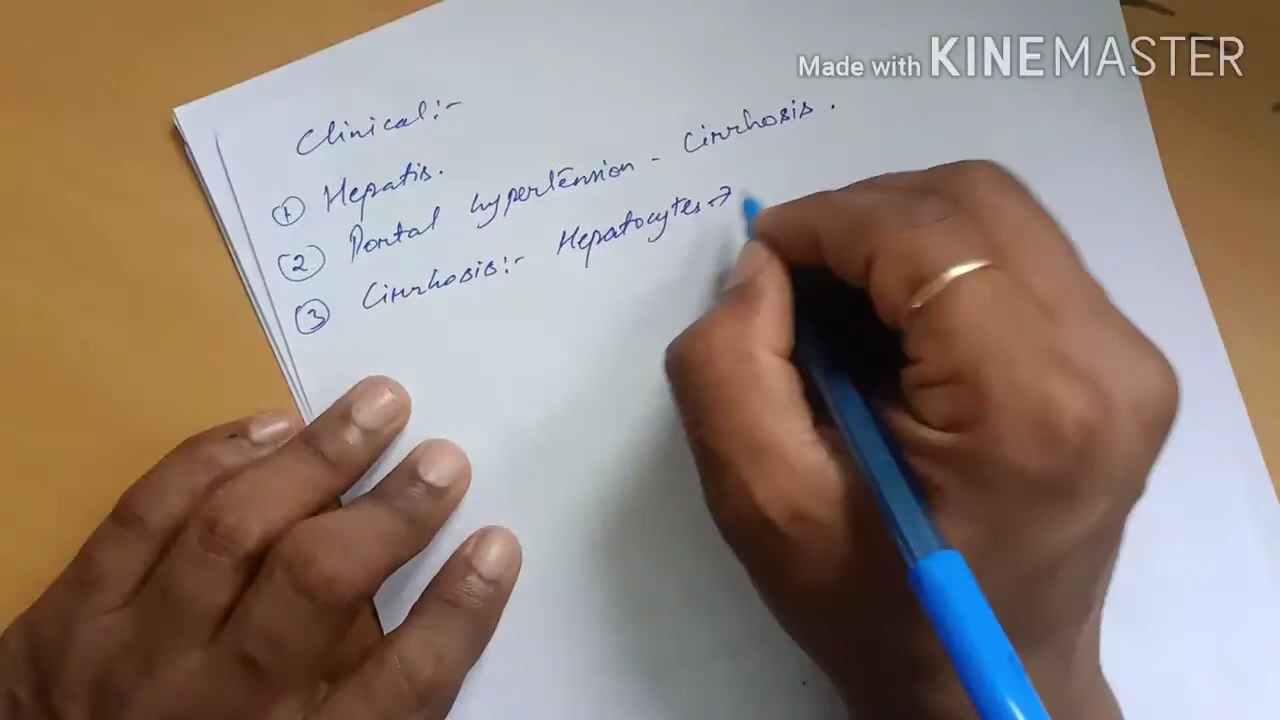 Made with KINEMASTER
Clinical:-
① Hepatis.
② Portal hypertension - Cirrhosis.
③ Cirrhosis:- Hepatocytes →